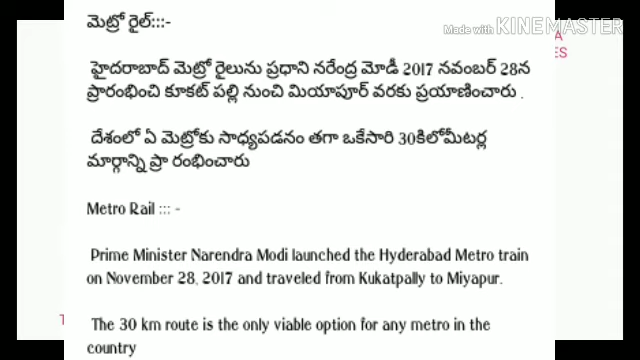 మెట్రో రైల్:::-
Made with KINEMASTER
A
ES
హైదరాబాద్ మెట్రో రైలును ప్రధాని నరేంద్ర మోడీ 2017 నవంబర్ 28న
ప్రారంభించి కూకట్ పల్లి నుంచి మియాపూర్ వరకు ప్రయాణించారు .
దేశంలో ఏ మెట్రోకు సాధ్యపడనం తగా ఒకేసారి 30కిలోమీటర్ల
మార్గాన్ని ప్రా రంభించారు
Metro Rail ::: -
Prime Minister Narendra Modi launched the Hyderabad Metro train
on November 28, 2017 and traveled from Kukatpally to Miyapur.
T
The 30 km route is the only viable option for any metro in the
country